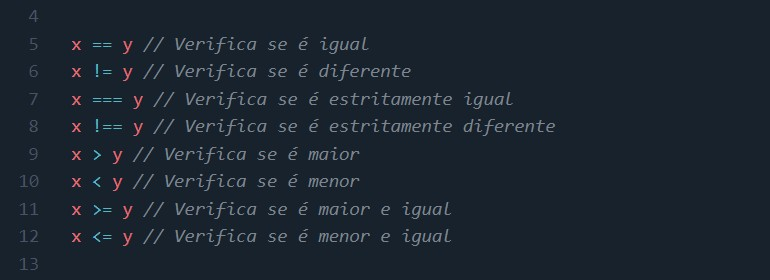 4
5 x == y // Verifica se é igual
6 x != y // Verifica se é diferente
7 x === y // Verifica se é estritamente igual
8 x !== y // Verifica se é estritamente diferente
9 x > y // Verifica se é maior
10 x < y // Verifica se é menor
11 x >= y // Verifica se é maior e igual
12 x <= y // Verifica se é menor e igual
13